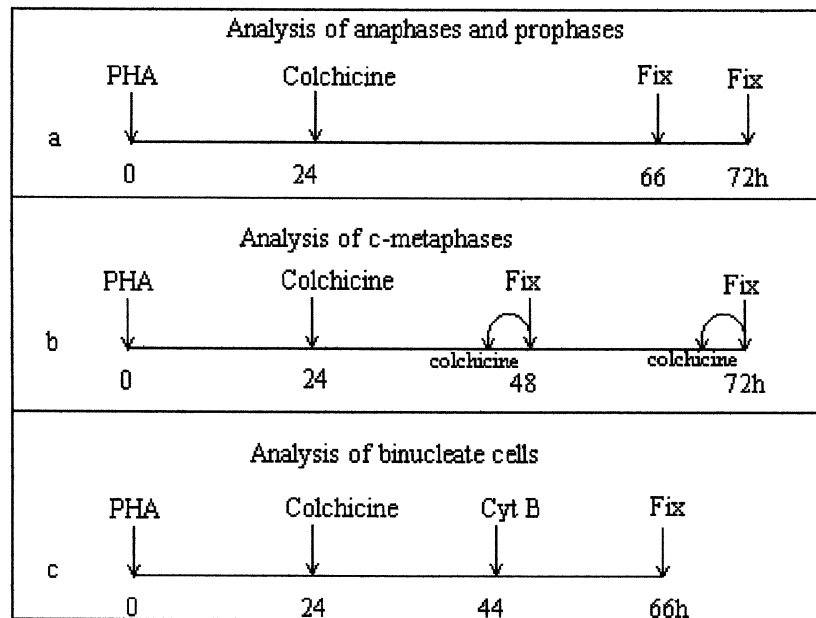 Analysis of anaphases and prophases
PHA Colchicine Fix Fix
a
0 24 66 72h
Analysis of c-metaphases
PHA Colchicine Fix Fix
b
colchicine colchicine
0 24 48 72h
Analysis of binucleate cells
PHA Colchicine Cyt B Fix
c
0 24 44 66h